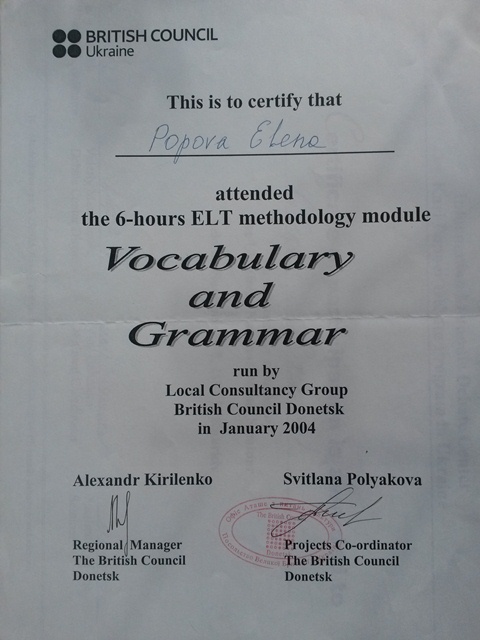 BRITISH COUNCIL
Ukraine
This is to certify that
Popova Elena
attended
the 6-hours ELT methodology module
Vocabulary
and
Grammar
run by
Local Consultancy Group
British Council Donetsk
in January 2004
Alexandr Kirilenko
Svitlana Polyakova
Regional Manager
The British Council
Donetsk
Projects Co-ordinator
The British Council
Donetsk